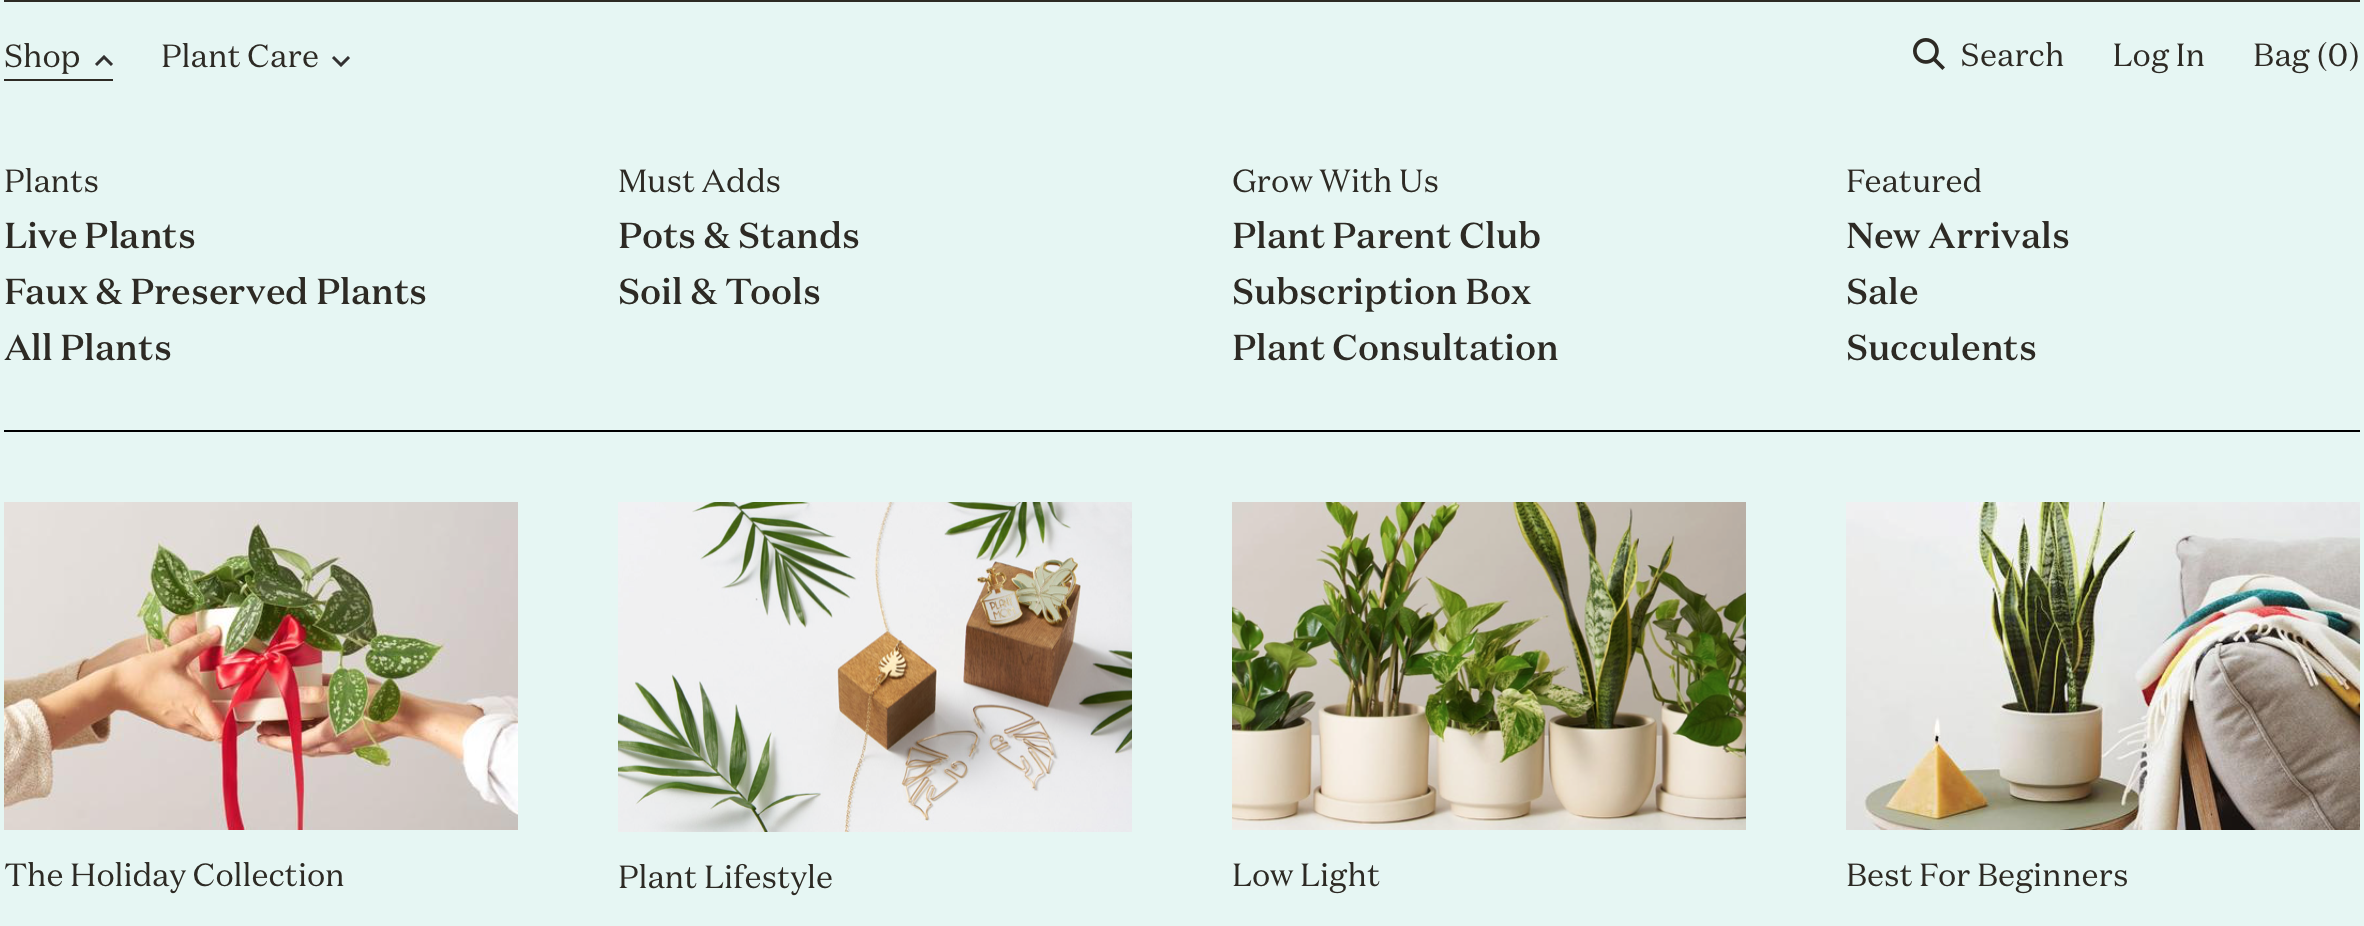 Shop
Plant Care
Search
Log In
Bag (0)
Plants
Live Plants
Faux & Preserved Plants
All Plants
Must Adds
Pots & Stands
Soil & Tools
Grow With Us
Plant Parent Club
Subscription Box
Plant Consultation
Featured
New Arrivals
Sale
Succulents
The Holiday Collection
Plant Lifestyle
Low Light
Best For Beginners